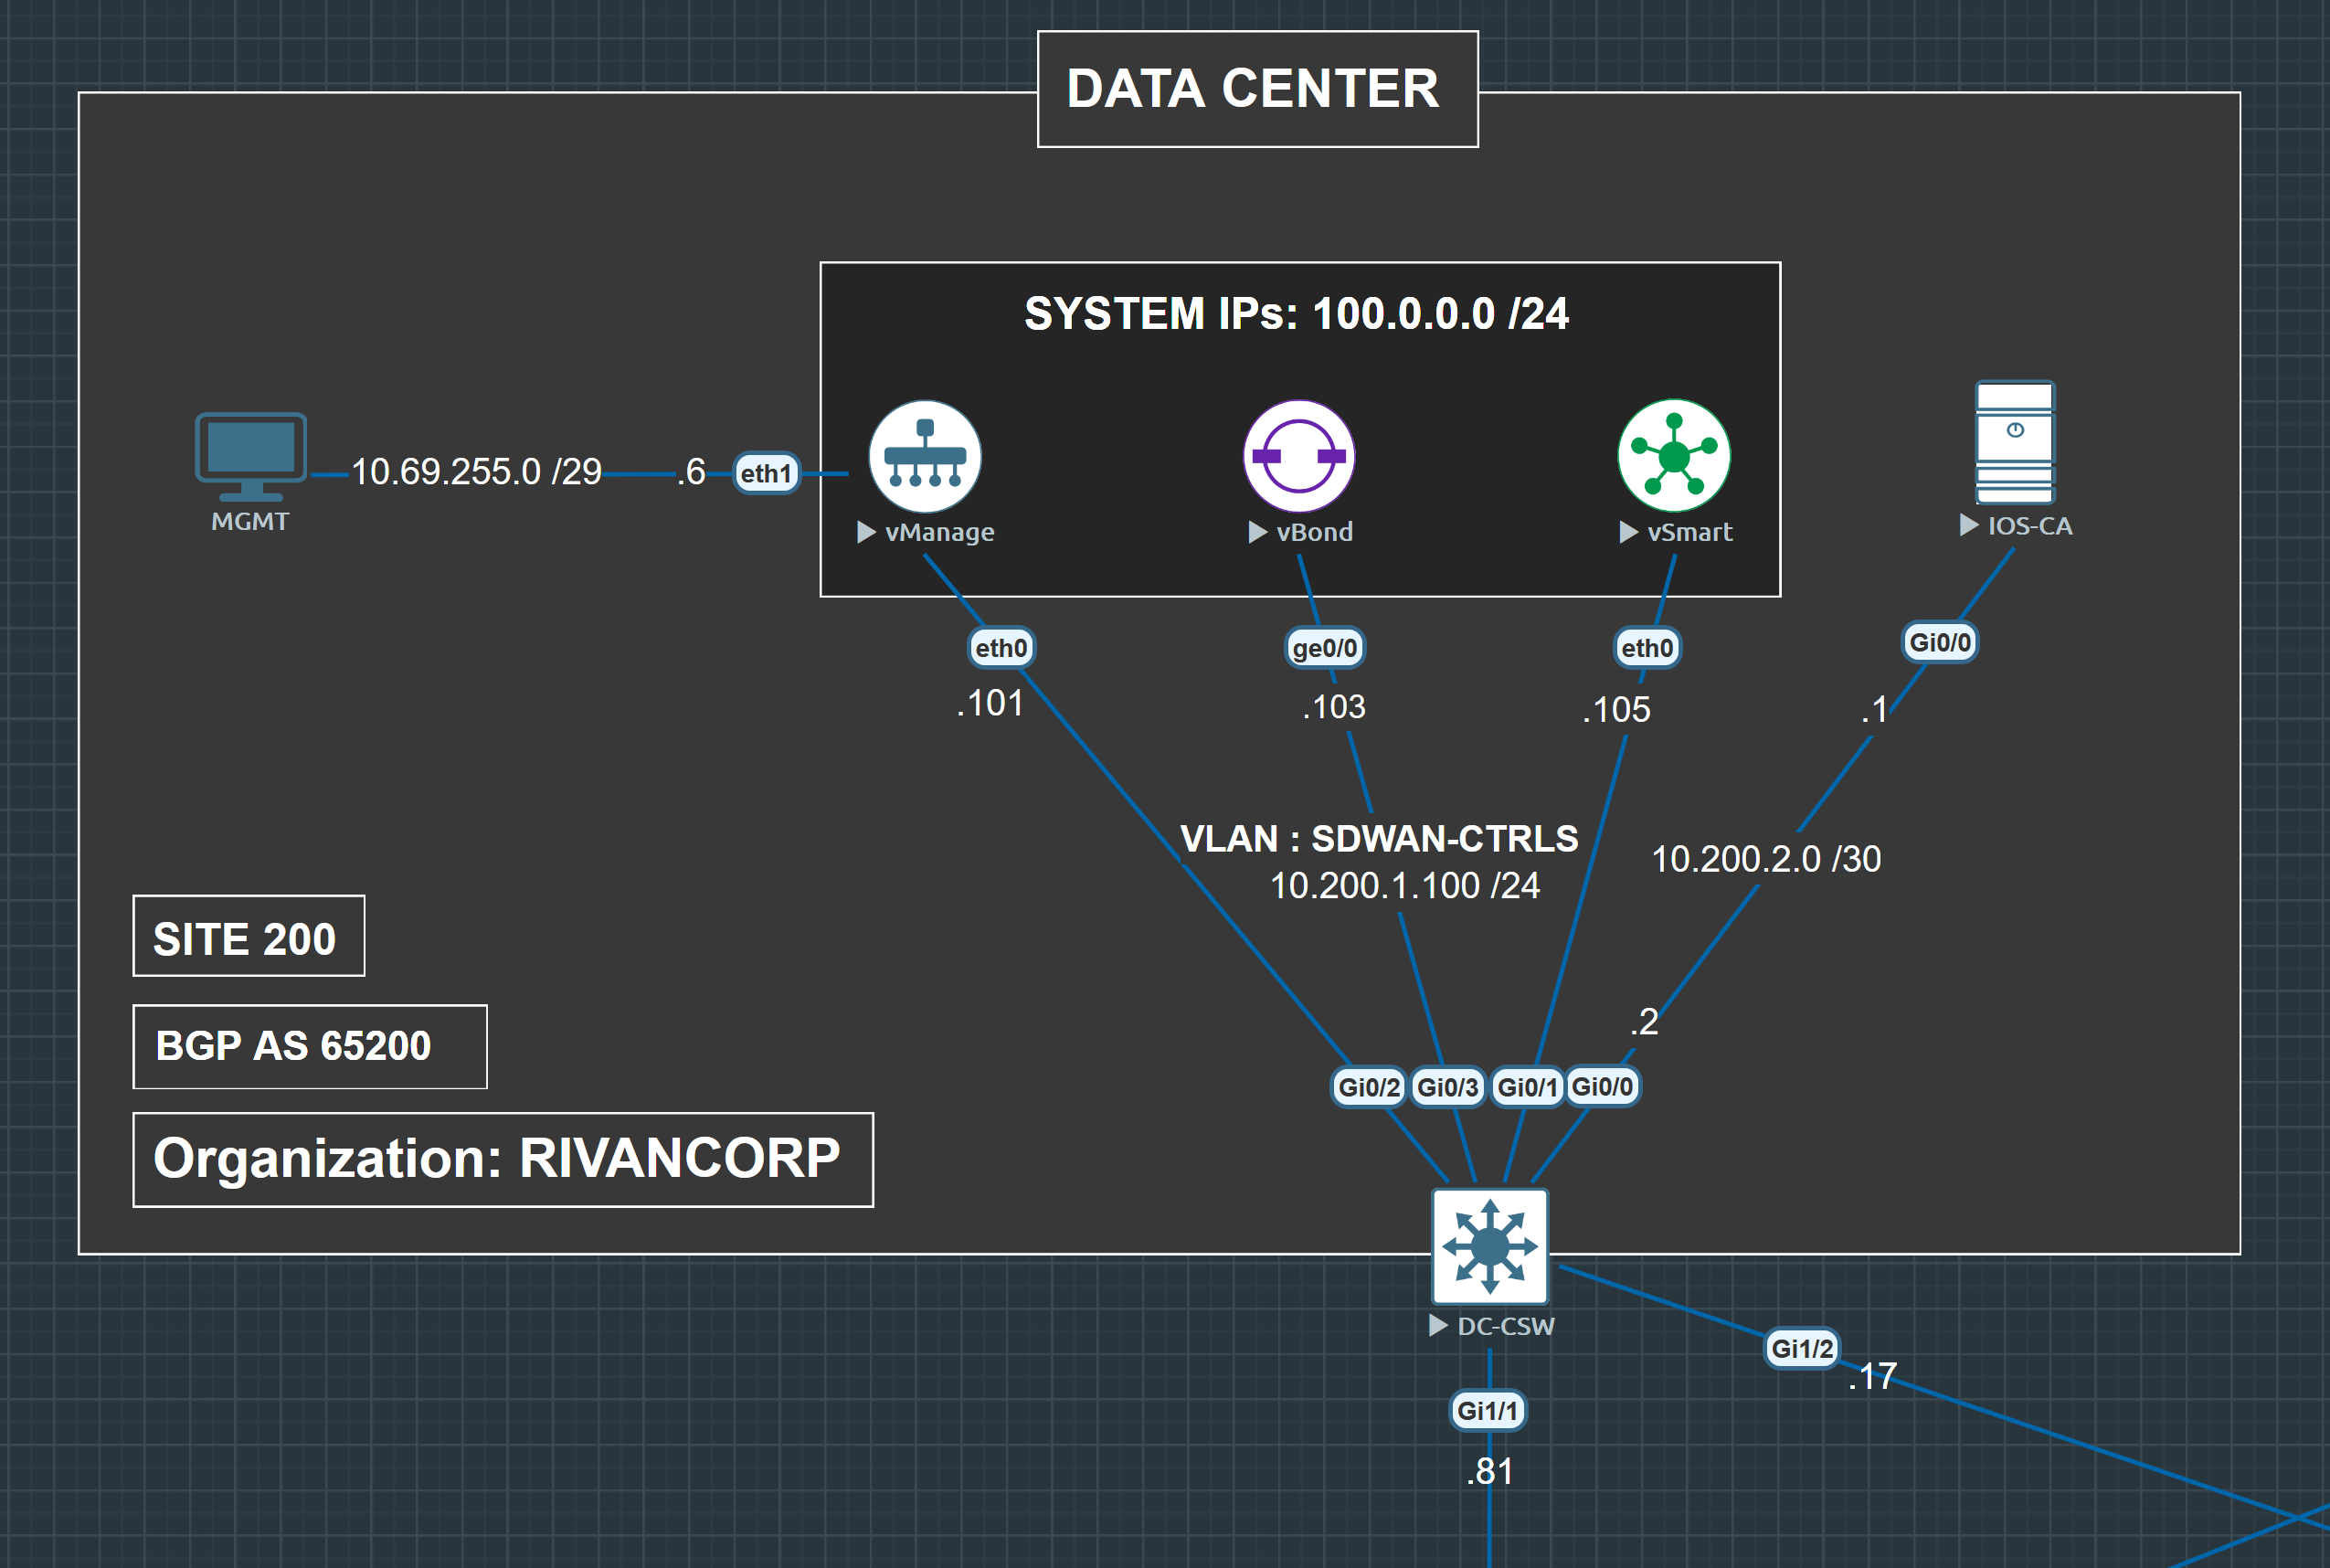 DATA CENTER
SYSTEM IPs: 100.0.0.0 /24
10.69.255.0 /29
.6
eth1
MGMT
vManage
vBond
vSmart
IOS-CA
eth0
ge0/0
eth0
Gi0/0
.101
.103
.105
.1
VLAN : SDWAN-CTRLS
10.200.1.100 /24
10.200.2.0 /30
SITE 200
BGP AS 65200
Organization: RIVANCORP
.2
Gi0/2
Gi0/3
Gi0/1
Gi0/0
DC-CSW
Gi1/2
.17
Gi1/1
.81